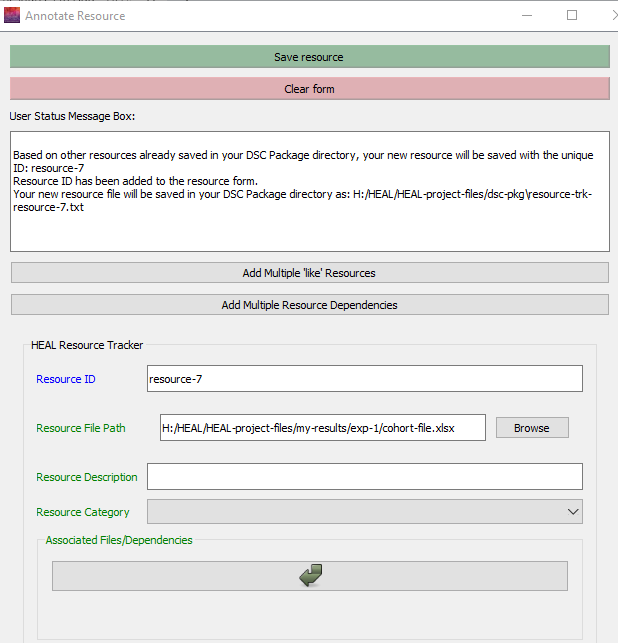 Annotate Resource
Save resource
Clear form
User Status Message Box:
Based on other resources already saved in your DSC Package directory, your new resource will be saved with the unique
ID: resource-7
Resource ID has been added to the resource form.
Your new resource file will be saved in your DSC Package directory as: H:/HEAL/HEAL-project-files/dsc-pkg\resource-trk-
resource-7.txt
Add Multiple 'like' Resources
Add Multiple Resource Dependencies
HEAL Resource Tracker
Resource ID
resource-7
Resource File Path
H:/HEAL/HEAL-project-files/my-results/exp-1/cohort-file.xlsx
Browse
Resource Description
Resource Category
Associated Files/Dependencies